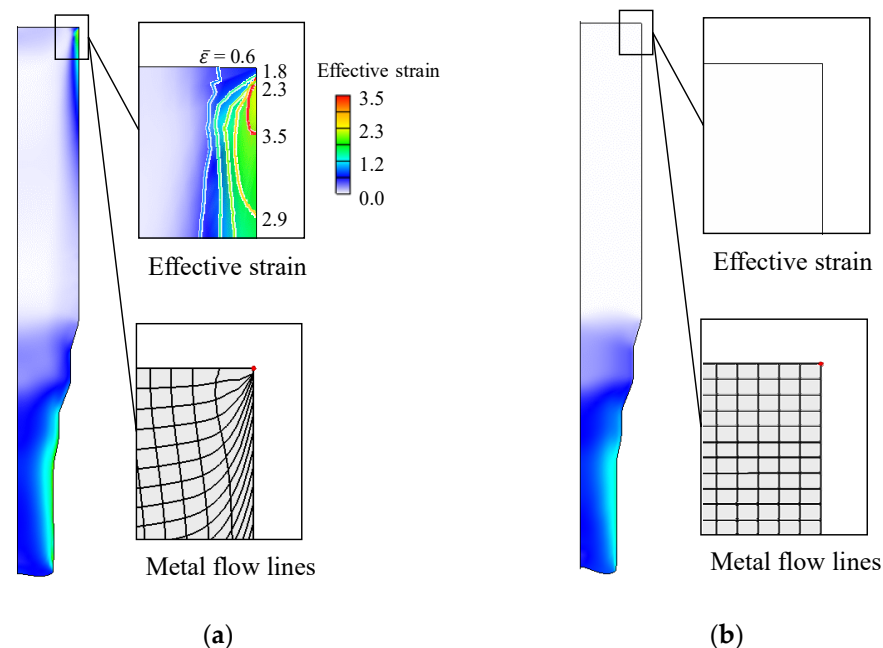 ε̄ = 0.6
1.8
2.3
3.5
2.9
Effective strain
3.5
2.3
1.2
0.0
Effective strain
Metal flow lines
(a)
Effective strain
Metal flow lines
(b)